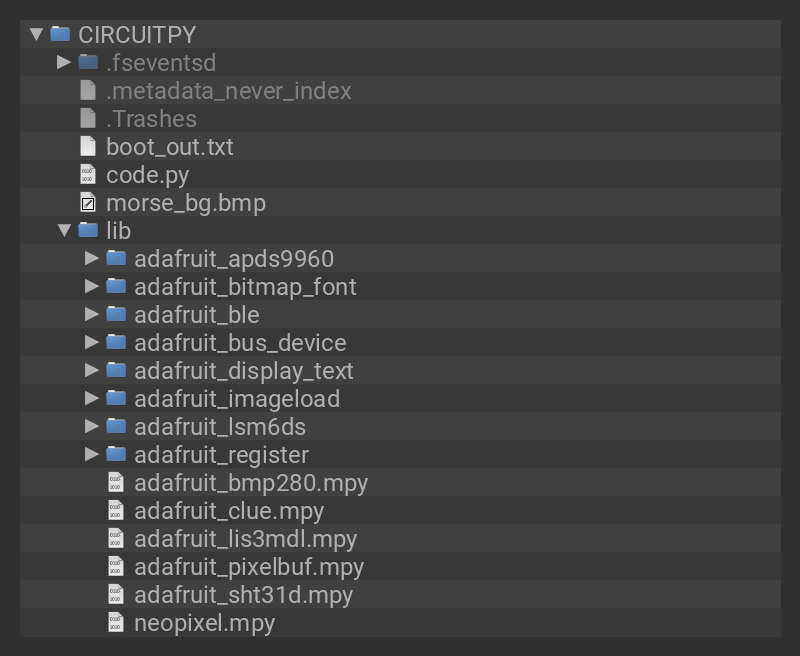 CIRCUITPY
.fseventsd
.metadata_never_index
.Trashes
boot_out.txt
code.py
morse_bg.bmp
lib
adafruit_apds9960
adafruit_bitmap_font
adafruit_ble
adafruit_bus_device
adafruit_display_text
adafruit_imageload
adafruit_lsm6ds
adafruit_register
adafruit_bmp280.mpy
adafruit_clue.mpy
adafruit_lis3mdl.mpy
adafruit_pixelbuf.mpy
adafruit_sht31d.mpy
neopixel.mpy